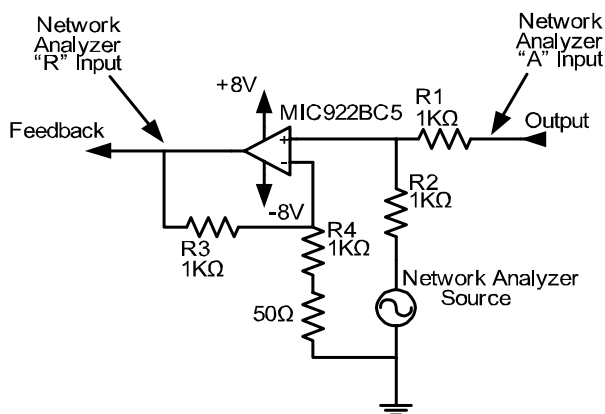 Network
Analyzer
“R” Input
Network
Analyzer
“A” Input
+8V
MIC922BC5
R1
1KΩ
Output
Feedback
+
-
R2
1KΩ
-8V
R3
1KΩ
R4
1KΩ
Network Analyzer
Source
50Ω